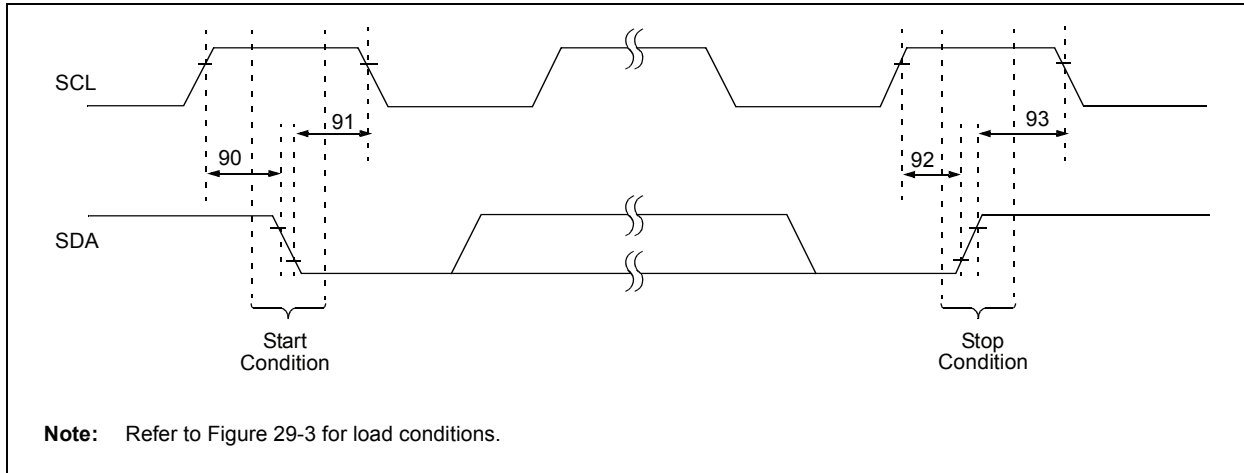 SCL
91
93
90
92
SDA
Start
Condition
Stop
Condition
Note: Refer to Figure 29-3 for load conditions.